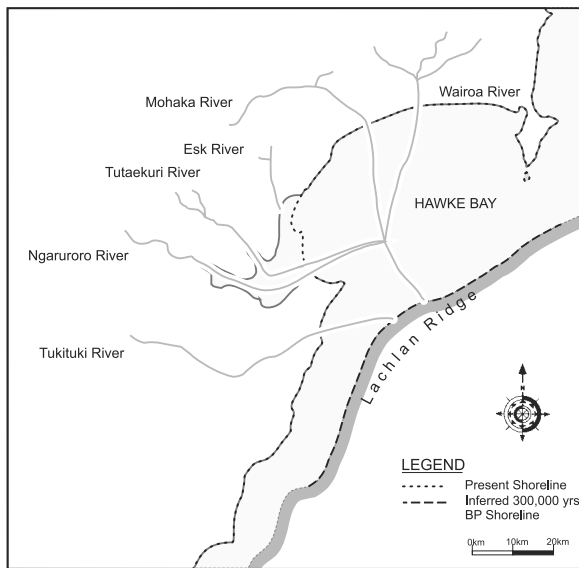 Wairoa River
Mohaka River
Esk River
Tutaekuri River
HAWKE BAY
Ngaruroro River
Lachlan Ridge
Tukituki River
N
LEGEND
Present Shoreline
Inferred 300,000 yrs
BP Shoreline
0km 10km 20km